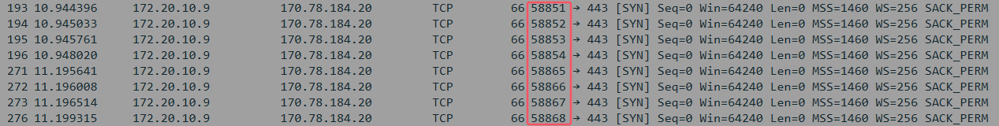 193 10.944396 172.20.10.9 170.78.184.20 TCP 66 58851 → 443 [SYN] Seq=0 Win=64240 Len=0 MSS=1460 WS=256 SACK_PERM
194 10.945033 172.20.10.9 170.78.184.20 TCP 66 58852 → 443 [SYN] Seq=0 Win=64240 Len=0 MSS=1460 WS=256 SACK_PERM
195 10.945761 172.20.10.9 170.78.184.20 TCP 66 58853 → 443 [SYN] Seq=0 Win=64240 Len=0 MSS=1460 WS=256 SACK_PERM
196 10.948020 172.20.10.9 170.78.184.20 TCP 66 58854 → 443 [SYN] Seq=0 Win=64240 Len=0 MSS=1460 WS=256 SACK_PERM
271 11.195641 172.20.10.9 170.78.184.20 TCP 66 58865 → 443 [SYN] Seq=0 Win=64240 Len=0 MSS=1460 WS=256 SACK_PERM
272 11.196008 172.20.10.9 170.78.184.20 TCP 66 58866 → 443 [SYN] Seq=0 Win=64240 Len=0 MSS=1460 WS=256 SACK_PERM
273 11.196514 172.20.10.9 170.78.184.20 TCP 66 58867 → 443 [SYN] Seq=0 Win=64240 Len=0 MSS=1460 WS=256 SACK_PERM
276 11.199315 172.20.10.9 170.78.184.20 TCP 66 58868 → 443 [SYN] Seq=0 Win=64240 Len=0 MSS=1460 WS=256 SACK_PERM